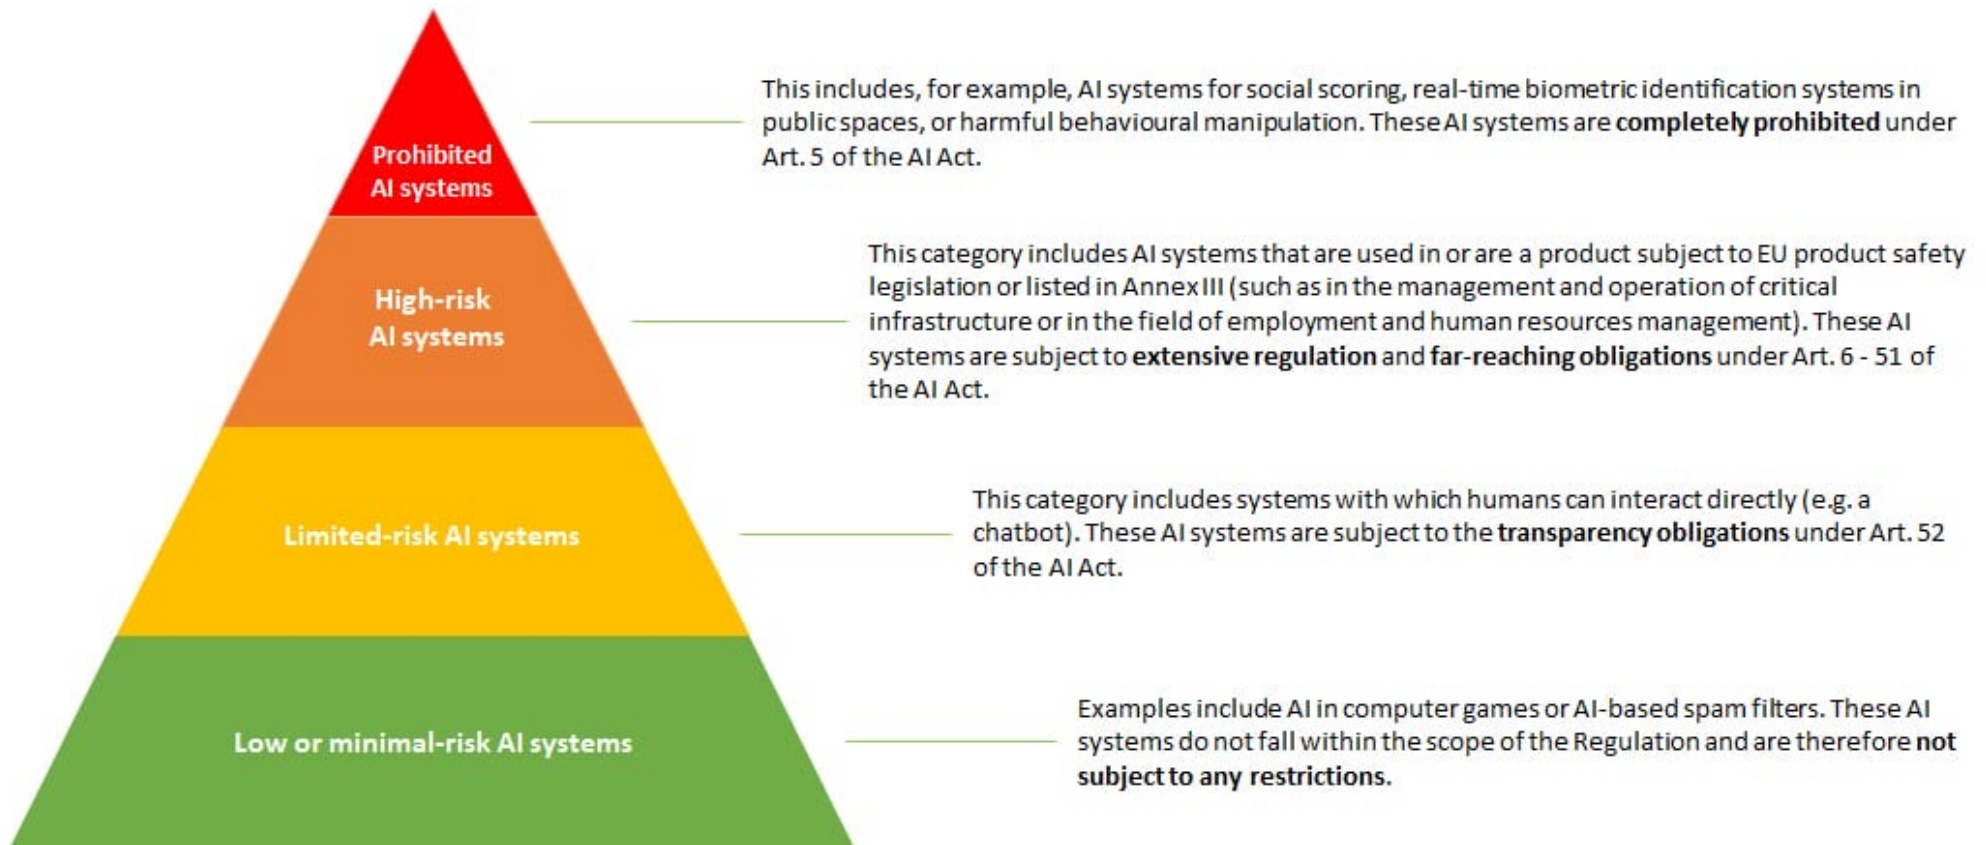 Prohibited
AI systems
This includes, for example, AI systems for social scoring, real-time biometric identification systems in
public spaces, or harmful behavioural manipulation. These AI systems are completely prohibited under
Art. 5 of the AI Act.
High-risk
AI systems
This category includes AI systems that are used in or are a product subject to EU product safety
legislation or listed in Annex III (such as in the management and operation of critical
infrastructure or in the field of employment and human resources management). These AI
systems are subject to extensive regulation and far-reaching obligations under Art. 6 - 51 of
the AI Act.
Limited-risk AI systems
This category includes systems with which humans can interact directly (e.g. a
chatbot). These AI systems are subject to the transparency obligations under Art. 52
of the AI Act.
Low or minimal-risk AI systems
Examples include AI in computer games or AI-based spam filters. These AI
systems do not fall within the scope of the Regulation and are therefore not
subject to any restrictions.